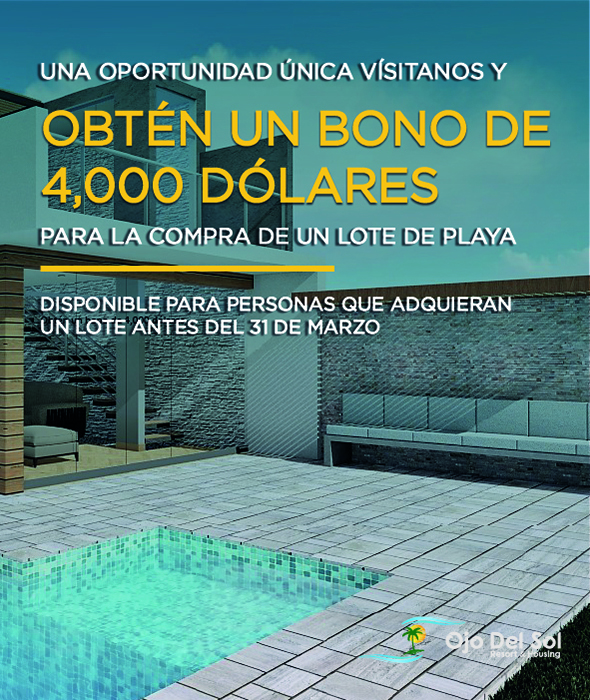 UNA OPORTUNIDAD ÚNICA VÍSITANOS Y
OBTÉN UN BONO DE
4,000 DÓLARES
PARA LA COMPRA DE UN LOTE DE PLAYA
DISPONIBLE PARA PERSONAS QUE ADQUIERAN
UN LOTE ANTES DEL 31 DE MARZO
Ojo Del Sol
Resort & Housing